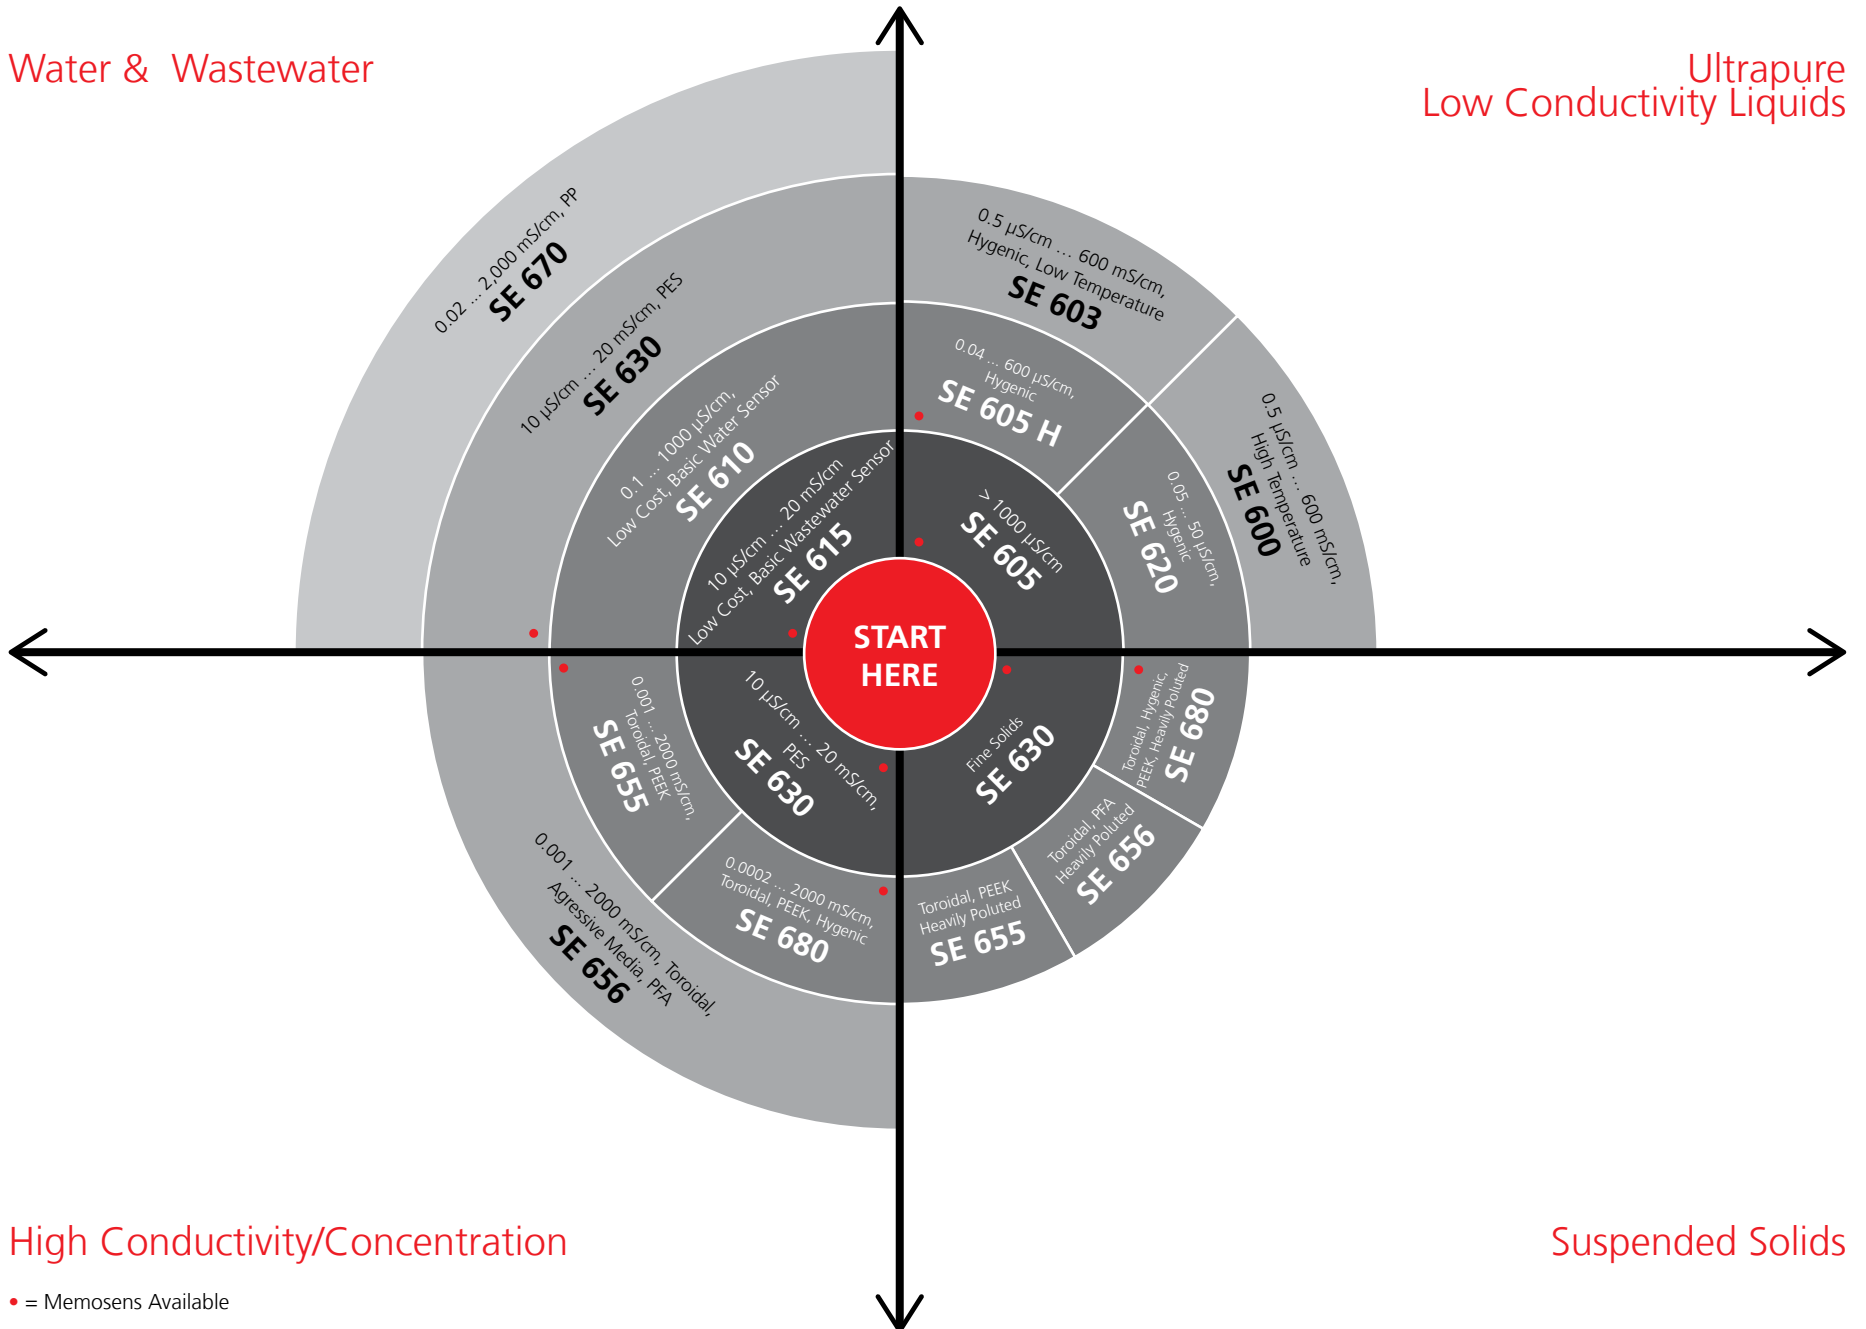 Water & Wastewater
Ultrapure
Low Conductivity Liquids
0.02 ... 2,000 mS/cm, PP
SE 670
10 µS/cm ... 20 mS/cm, PES
SE 630
0.1 ... 1000 µS/cm,
Low Cost, Basic Water Sensor
SE 610
10 µS/cm ... 20 mS/cm
Low Cost, Basic Wastewater Sensor
SE 615
0.5 µS/cm ... 600 mS/cm,
Hygenic, Low Temperature
SE 603
0.04 ... 600 µS/cm,
Hygenic
SE 605 H
> 1000 µS/cm
SE 605
0.05 ... 50 µS/cm,
Hygenic
SE 620
0.5 µS/cm ... 600 mS/cm,
High Temperature
SE 600
START
HERE
0.001 ... 2000 mS/cm,
Toroidal, PEEK
SE 655
10 µS/cm ... 20 mS/cm,
PES
SE 630
0.0002 ... 2000 mS/cm,
Toroidal, PEEK, Hygenic
SE 680
0.001 ... 2000 mS/cm, Toroidal,
Agressive Media, PFA
SE 656
Fine Solids
SE 630
Toroidal, Hygenic,
PEEK, Heavily Poluted
SE 680
Toroidal, PFA
Heavily Poluted
SE 656
Toroidal, PEEK
Heavily Poluted
SE 655
High Conductivity/Concentration
Suspended Solids
• = Memosens Available